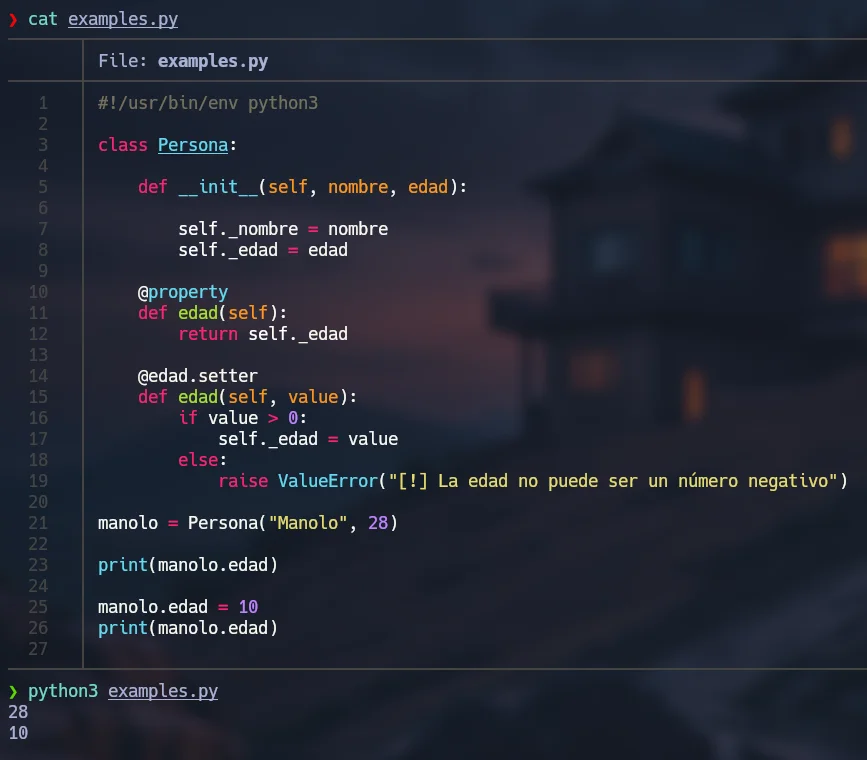 ❯ cat examples.py
File: examples.py
1 #!/usr/bin/env python3
2
3 class Persona:
4
5     def __init__(self, nombre, edad):
6
7         self._nombre = nombre
8         self._edad = edad
9
10     @property
11     def edad(self):
12         return self._edad
13
14     @edad.setter
15     def edad(self, value):
16         if value > 0:
17             self._edad = value
18         else:
19             raise ValueError("[!] La edad no puede ser un número negativo")
20
21 manolo = Persona("Manolo", 28)
22
23 print(manolo.edad)
24
25 manolo.edad = 10
26 print(manolo.edad)
27
❯ python3 examples.py
28
10